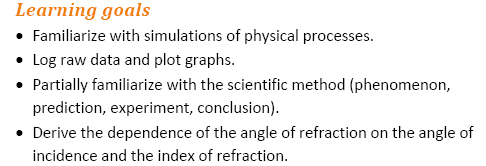 Learning goals
• Familiarize with simulations of physical processes.
• Log raw data and plot graphs.
• Partially familiarize with the scientific method (phenomenon,
prediction, experiment, conclusion).
• Derive the dependence of the angle of refraction on the angle of
incidence and the index of refraction.